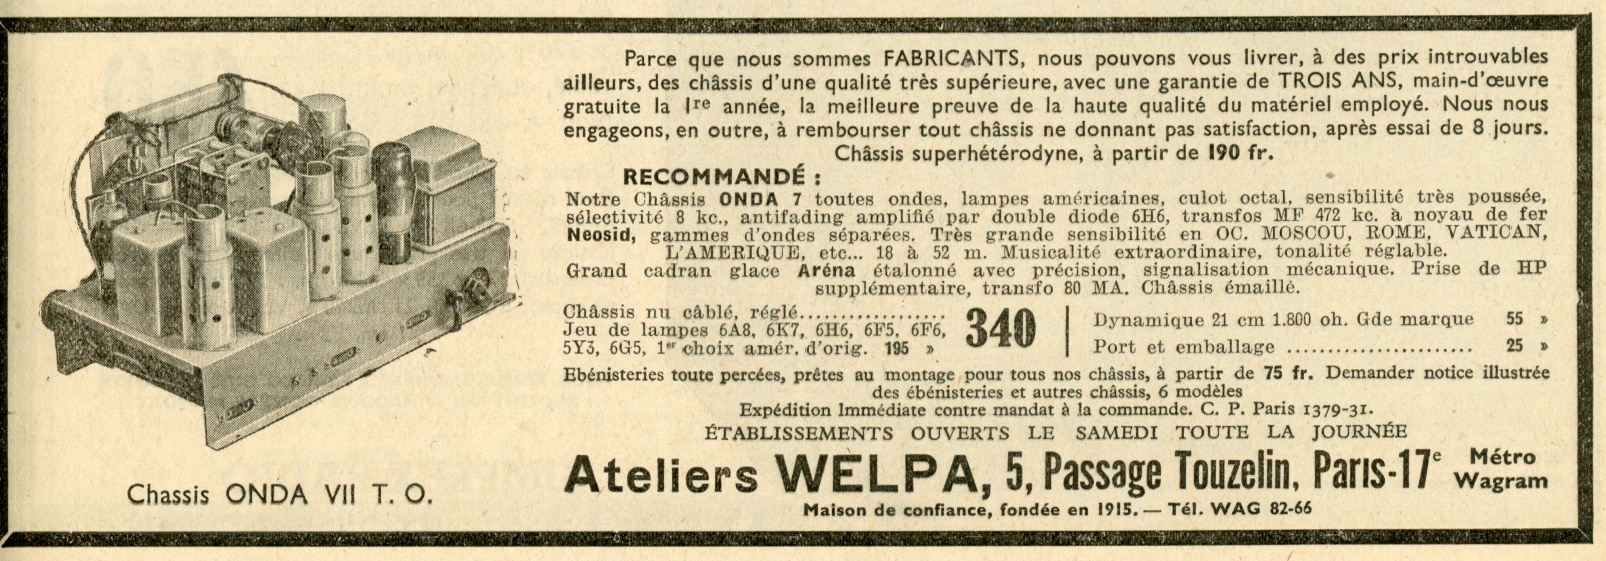 Parce que nous sommes FABRICANTS, nous pouvons vous livrer, à des prix introuvables
ailleurs, des châssis d'une qualité très supérieure, avec une garantie de TROIS ANS, main-d'œuvre
gratuite la 1re année, la meilleure preuve de la haute qualité du matériel employé. Nous nous
engageons, en outre, à rembourser tout châssis ne donnant pas satisfaction, après essai de 8 jours.
Châssis superhétérodyne, à partir de 190 fr.
RECOMMANDÉ :
Notre Châssis ONDA 7 toutes ondes, lampes américaines, culot octal, sensibilité très poussée,
sélectivité 8 kc., antifading amplifié par double diode 6H6, transfos MF 472 kc. à noyau de fer
Neosid, gammes d'ondes séparées. Très grande sensibilité en OC. MOSCOU, ROME, VATICAN,
L'AMERIQUE, etc... 18 à 52 m. Musicalité extraordinaire, tonalité réglable.
Grand cadran glace Aréna étalonné avec précision, signalisation mécanique. Prise de HP
supplémentaire, transfo 80 MA. Châssis émaillé.
Châssis nu câblé, réglé.................. 340
Jeu de lampes 6A8, 6K7, 6H6, 6F5, 6F6,
5Y3, 6G5, 1er choix amér. d'orig. 195 »
Dynamique 21 cm 1.800 oh. Gde marque 55 »
Port et emballage ...................... 25 »
Ebénisteries toute percées, prêtes au montage pour tous nos châssis, à partir de 75 fr. Demander notice illustrée
des ébénisteries et autres châssis, 6 modèles
Expédition Immédiate contre mandat à la commande. C. P. Paris 1379-31.
ÉTABLISSEMENTS OUVERTS LE SAMEDI TOUTE LA JOURNÉE
Ateliers WELPA, 5, Passage Touzelin, Paris-17e Métro Wagram
Maison de confiance, fondée en 1915. — Tél. WAG 82-66
Chassis ONDA VII T. O.